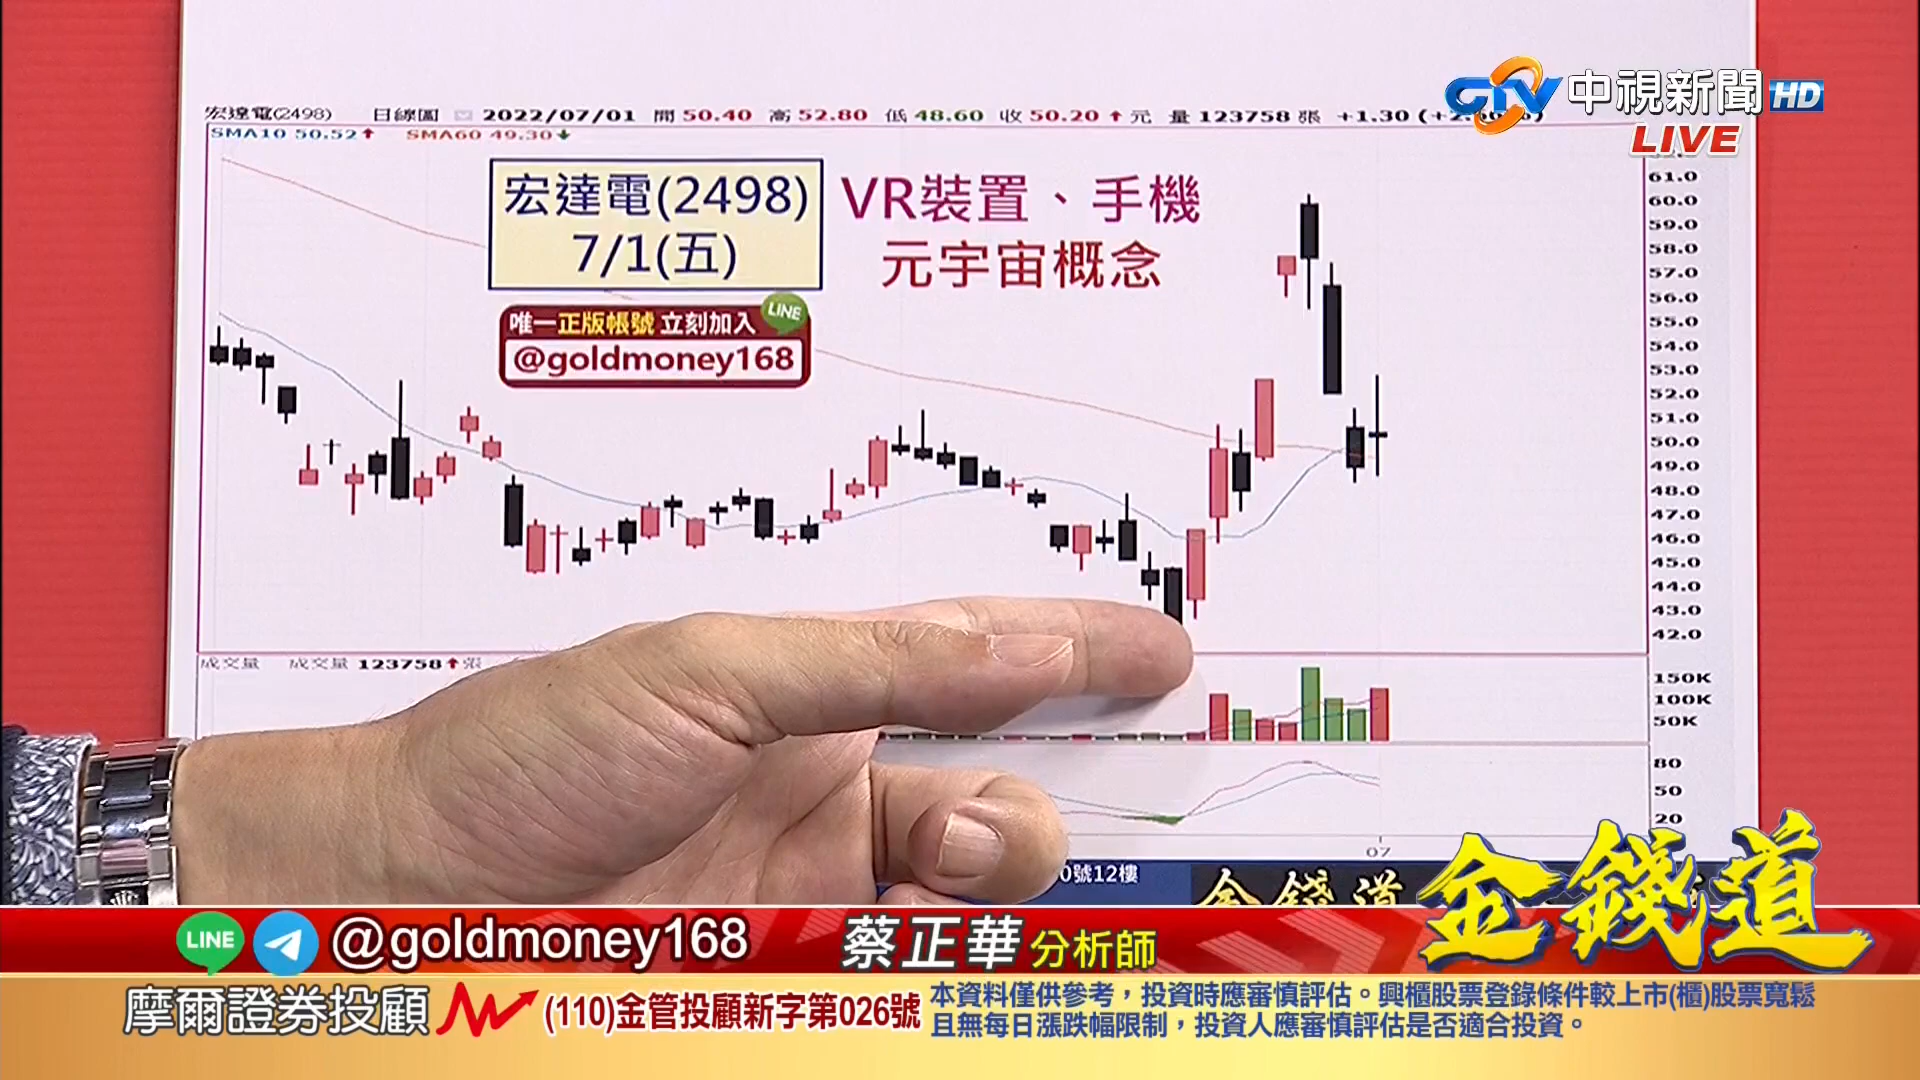 CTV 中視新聞 HD
LIVE
宏達電(2498) 日線圖 2022/07/01 開 50.40 高 52.80 低 48.60 收 50.20 元 量 123758 張 +1.30
SMA10 50.52 SMA60 49.30
宏達電(2498)
7/1(五)
VR裝置、手機
元宇宙概念
唯一正版帳號 立刻加入 LINE
@goldmoney168
61.0
60.0
59.0
58.0
57.0
56.0
55.0
54.0
53.0
52.0
51.0
50.0
49.0
48.0
47.0
46.0
45.0
44.0
43.0
42.0
成交量 成交量 123758 張
150K
100K
50K
80
50
20
07
0號12樓
金錢道
金錢道
LINE @goldmoney168 蔡正華 分析師
摩爾證券投顧 (110)金管投顧新字第026號
本資料僅供參考，投資時應審慎評估。興櫃股票登錄條件較上市(櫃)股票寬鬆
且無每日漲跌幅限制，投資人應審慎評估是否適合投資。